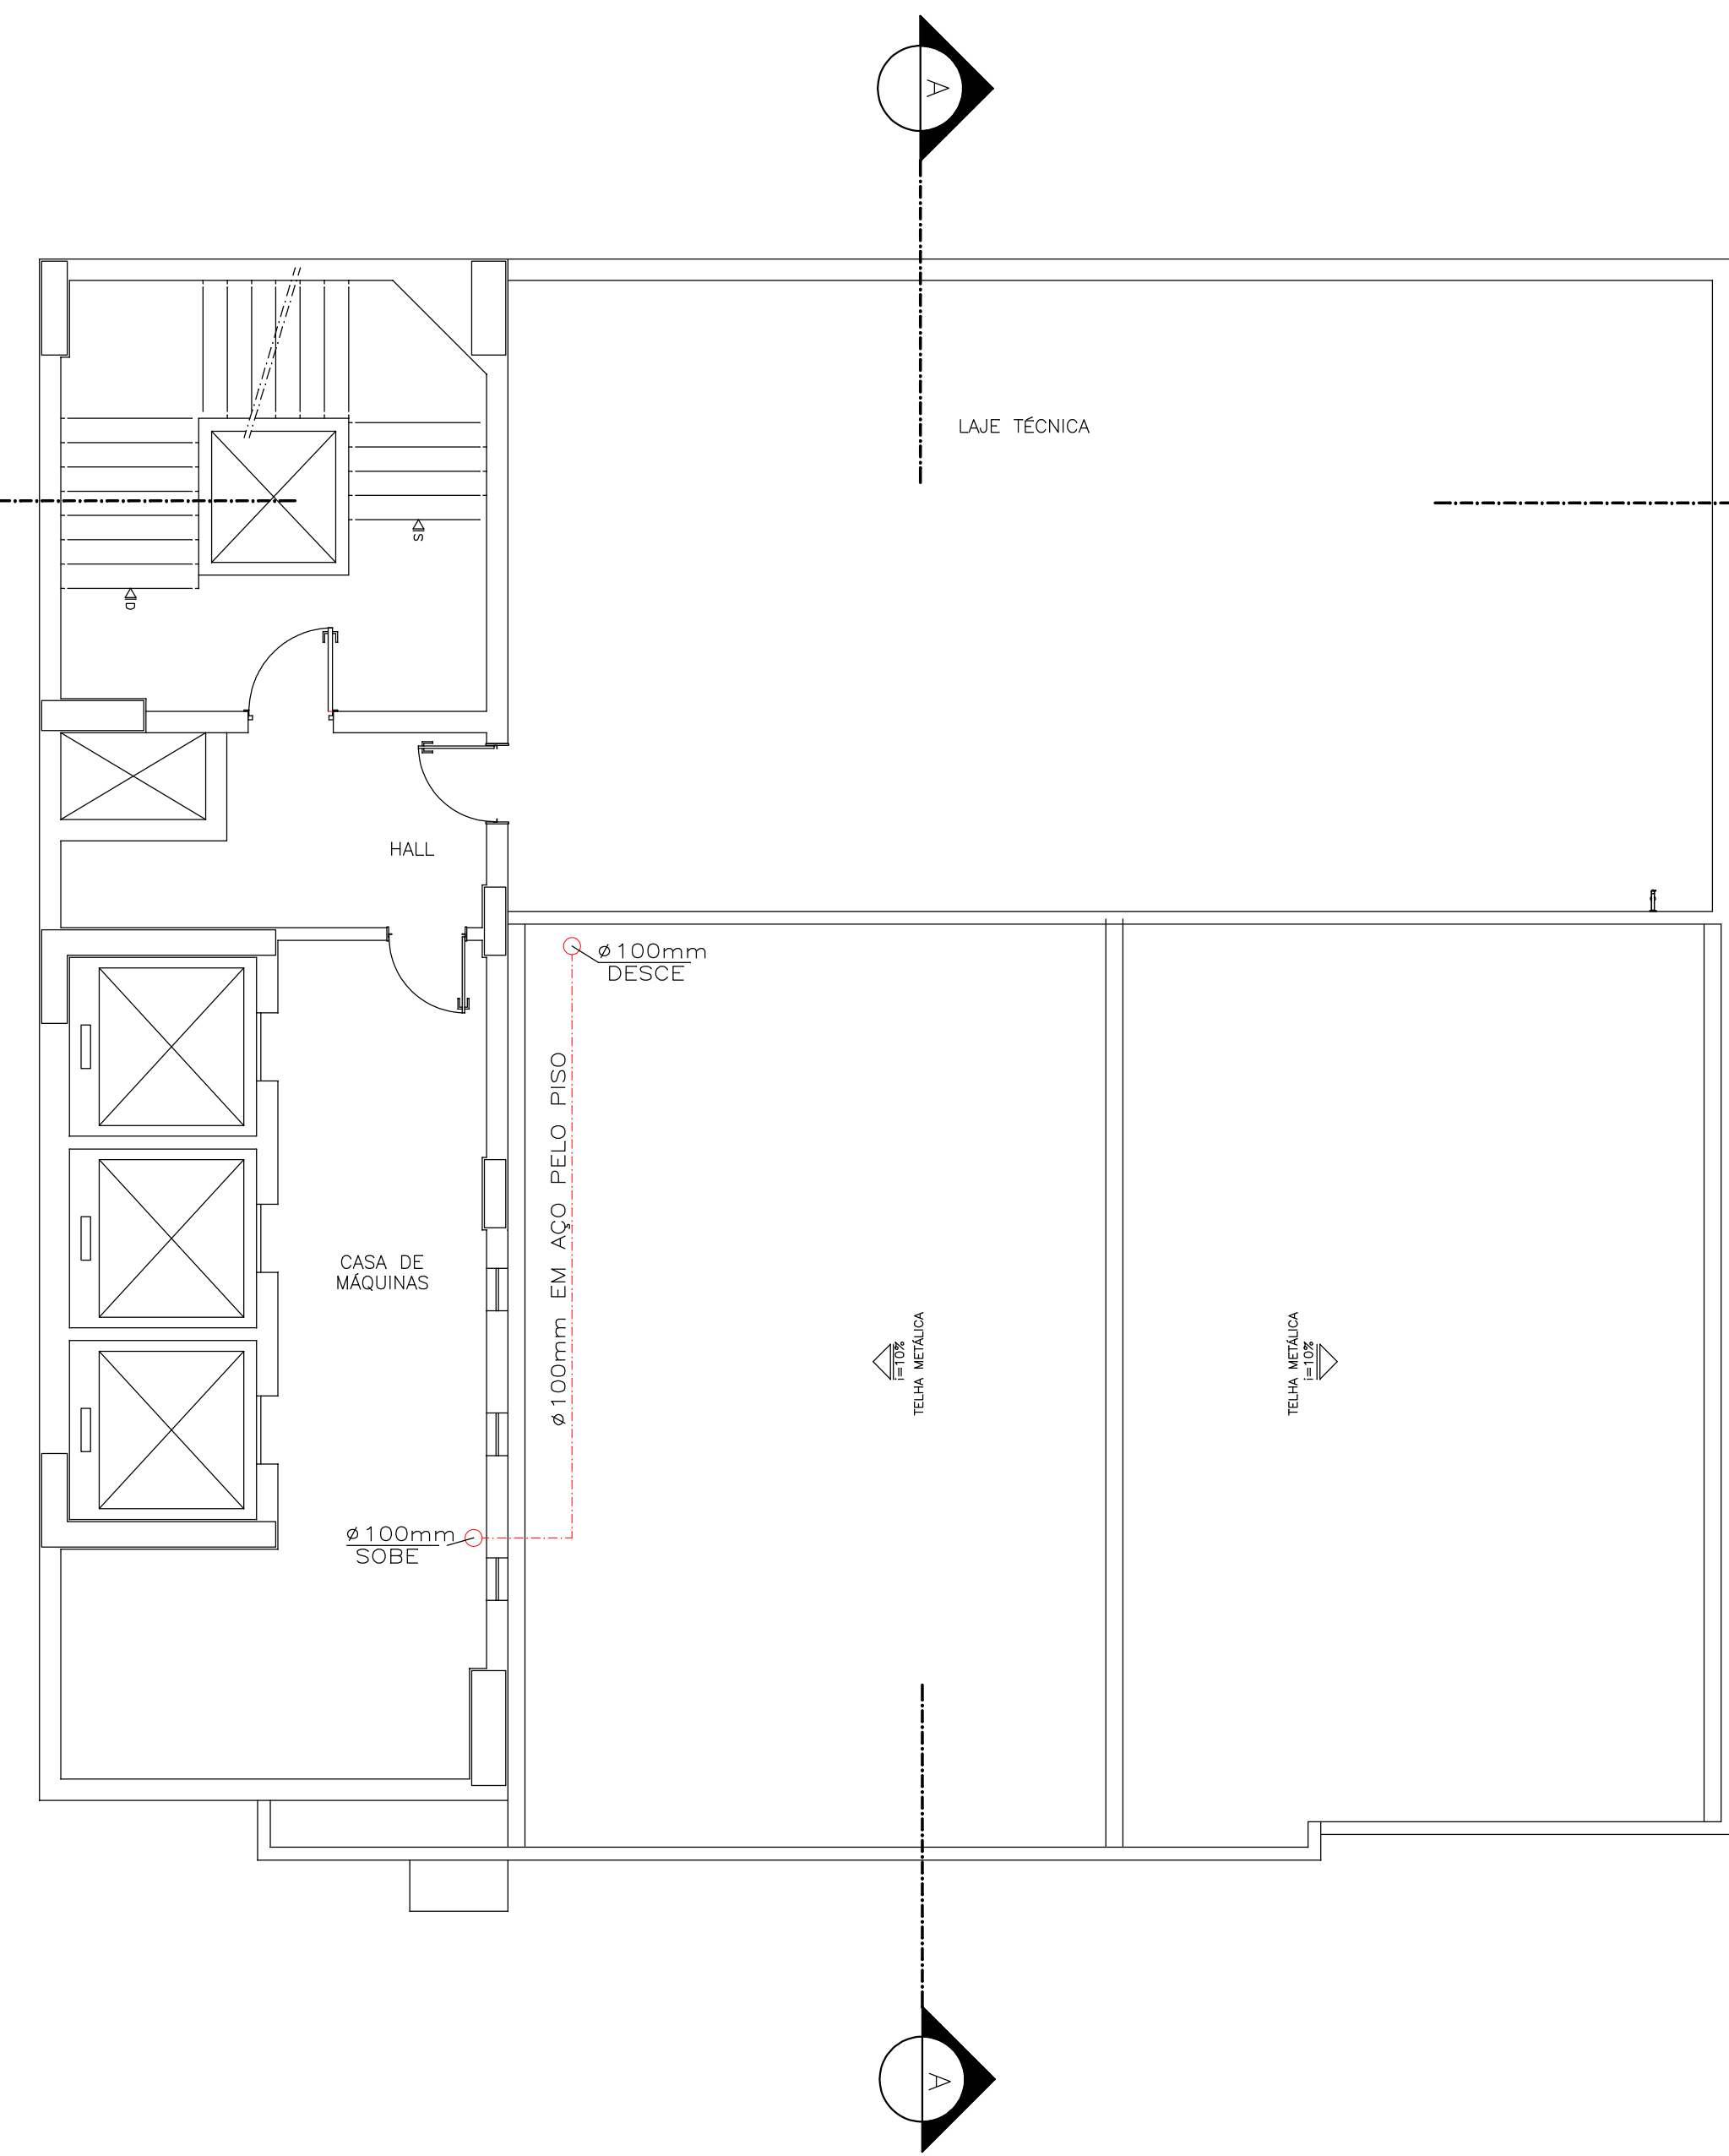 A
LAJE TÉCNICA
S
D
HALL
ø100mm
DESCE
ø100mm EM AÇO PELO PISO
CASA DE
MÁQUINAS
i=10%
TELHA METÁLICA
TELHA METÁLICA
i=10%
ø100mm
SOBE
A